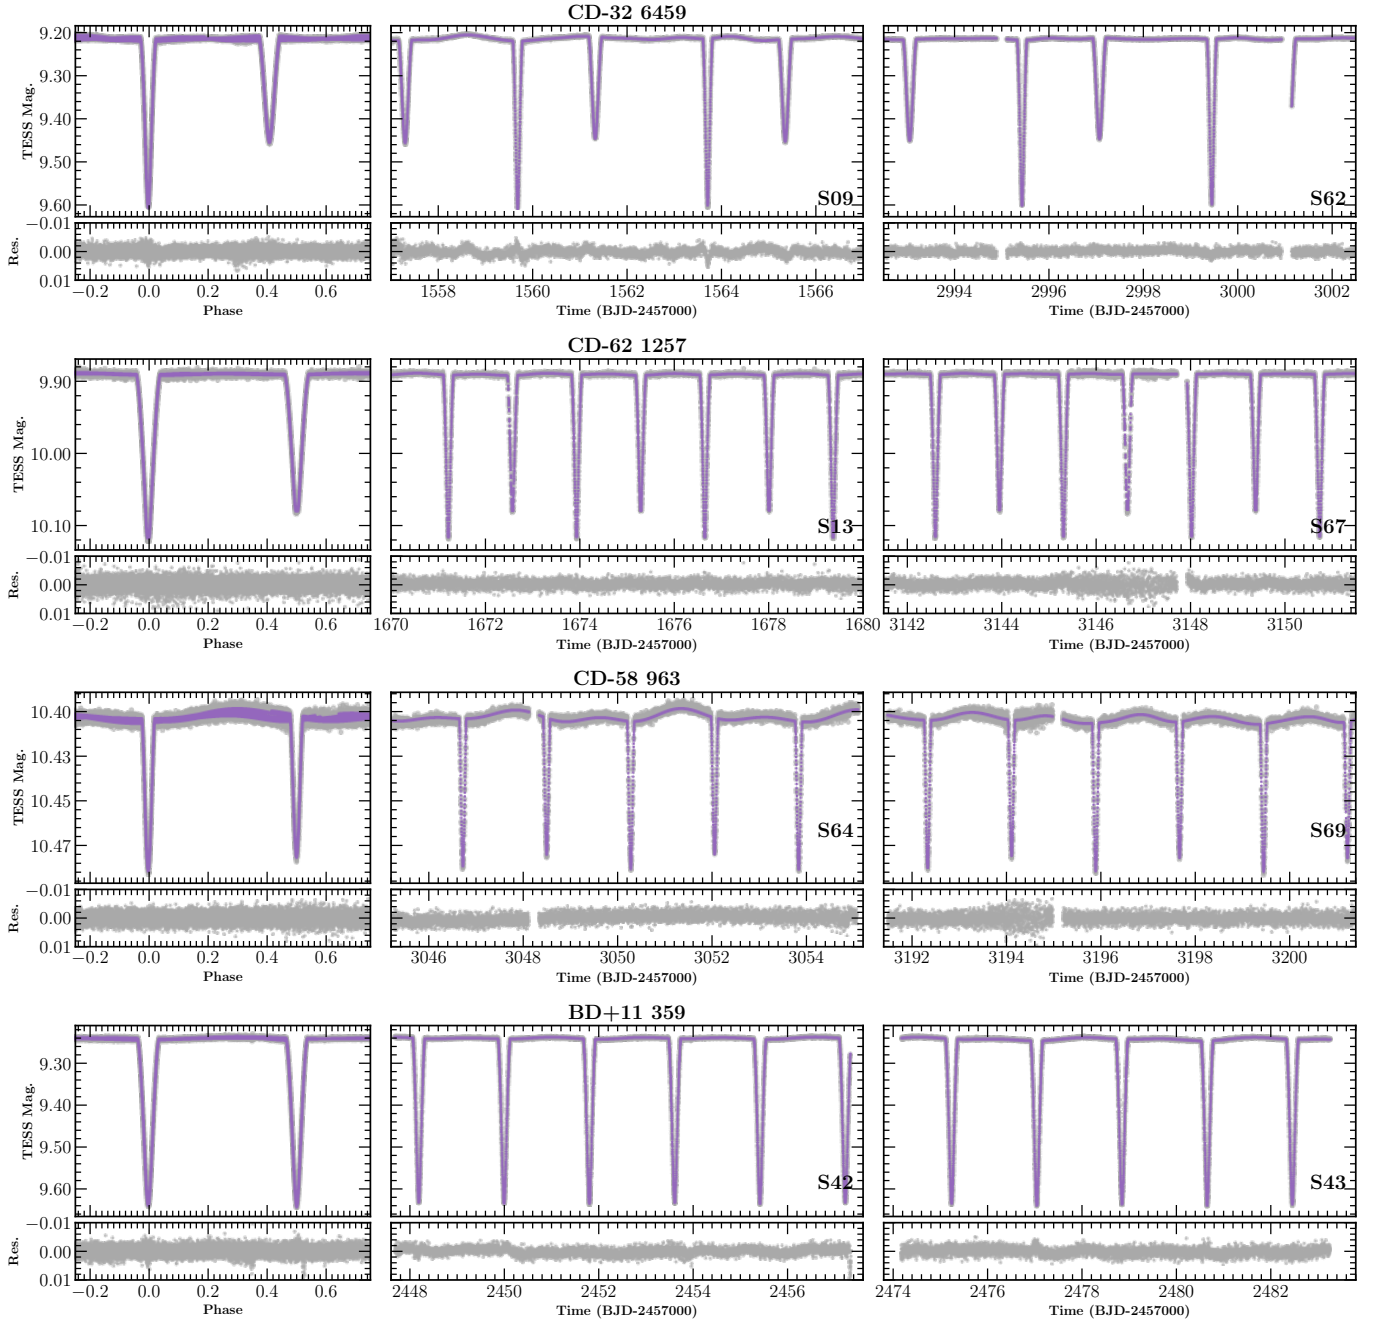 CD-32 6459
TESS Mag.
9.20
9.30
9.40
9.50
9.60
S09
S62
Res.
−0.01
0.00
0.01
−0.2 0.0 0.2 0.4 0.6
1558 1560 1562 1564 1566
2994 2996 2998 3000 3002
Phase
Time (BJD-2457000)
Time (BJD-2457000)
CD-62 1257
TESS Mag.
9.90
10.00
10.10
S13
S67
Res.
−0.01
0.00
0.01
−0.2 0.0 0.2 0.4 0.6
1670 1672 1674 1676 1678 1680
3142 3144 3146 3148 3150
Phase
Time (BJD-2457000)
Time (BJD-2457000)
CD-58 963
TESS Mag.
10.40
10.43
10.45
10.47
S64
S69
Res.
−0.01
0.00
0.01
−0.2 0.0 0.2 0.4 0.6
3046 3048 3050 3052 3054
3192 3194 3196 3198 3200
Phase
Time (BJD-2457000)
Time (BJD-2457000)
BD+11 359
TESS Mag.
9.30
9.40
9.50
9.60
S42
S43
Res.
−0.01
0.00
0.01
−0.2 0.0 0.2 0.4 0.6
2448 2450 2452 2454 2456
2474 2476 2478 2480 2482
Phase
Time (BJD-2457000)
Time (BJD-2457000)